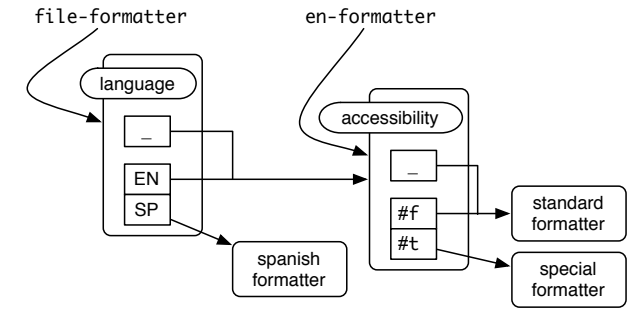 file-formatter
en-formatter
language
accessibility
_
_
EN
SP
#f
#t
standard
formatter
spanish
formatter
special
formatter